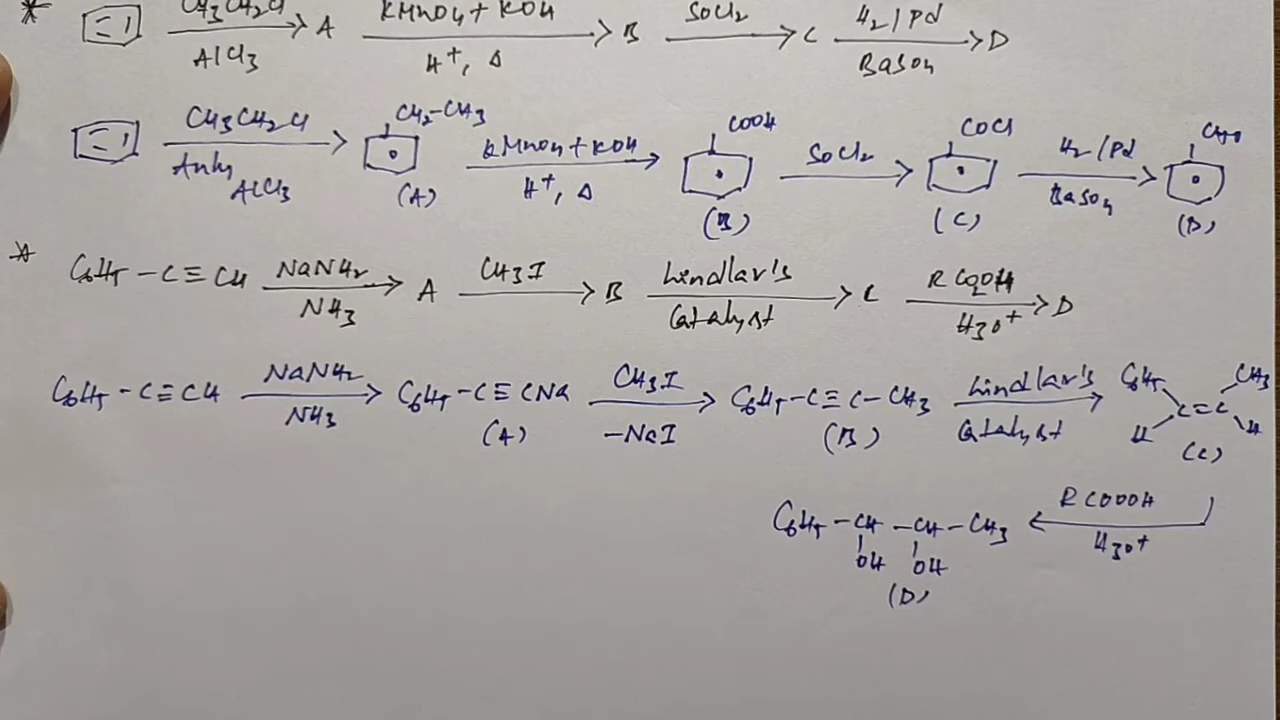 * CH3CH2Cl / AlCl3 → A KMnO4 + KOH / H+, Δ → B SOCl2 → C H2 / Pd / BaSO4 → D
CH3CH2Cl / Anhy AlCl3 → CH2-CH3 (A) KMnO4 + KOH / H+, Δ → COOH (B) SOCl2 → COCl (C) H2 / Pd / BaSO4 → CHO (D)
* C6H5 - C ≡ CH NaNH2 / NH3 → A CH3I → B Lindlar's / Catalyst → C RCO2OH / H3O+ → D
C6H5 - C ≡ CH NaNH2 / NH3 → C6H5 - C ≡ CNa (A) CH3I / -NaI → C6H5 - C ≡ C - CH3 (B) Lindlar's / Catalyst → C6H5 CH3 C = C H H (C)
C6H5 - CH - CH - CH3 ← RCOOOH / H3O+
OH OH
(D)